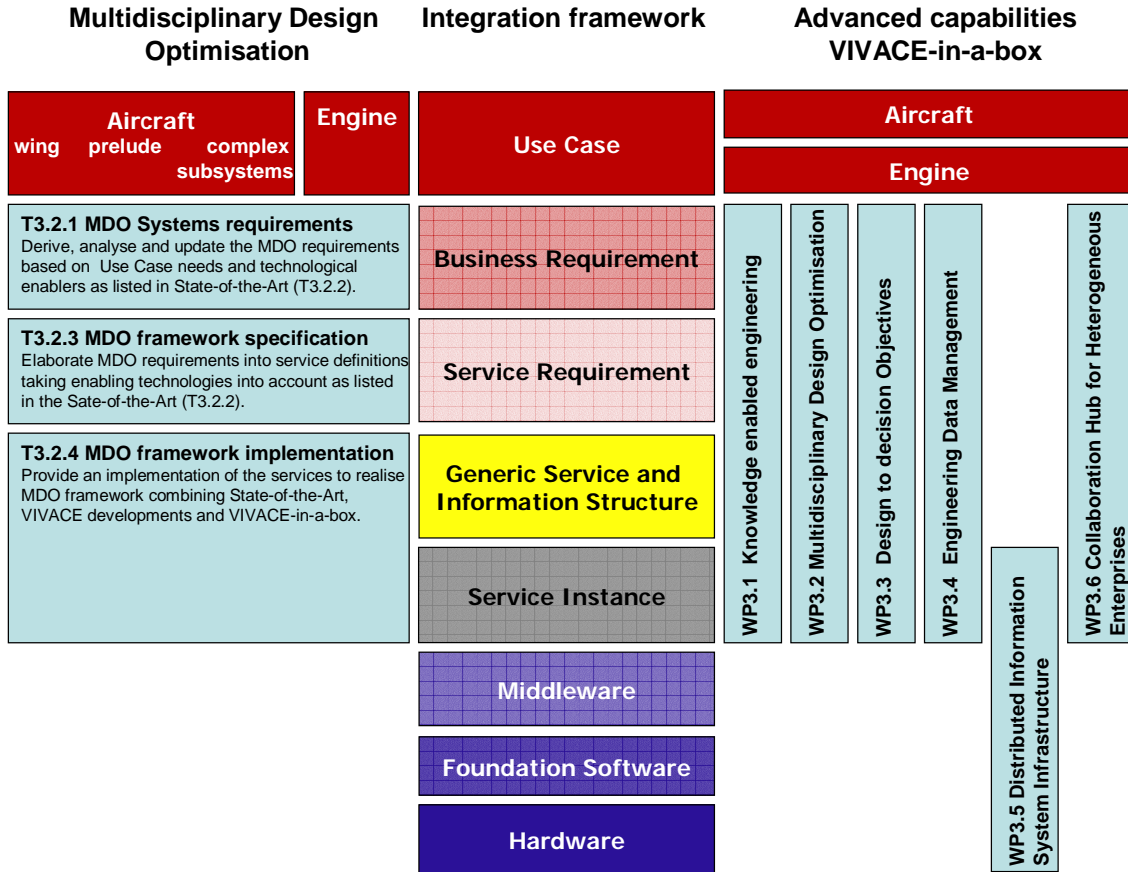 Multidisciplinary Design
Optimisation
Integration framework
Advanced capabilities
VIVACE-in-a-box
Aircraft
wing prelude complex
subsystems
Engine
Use Case
Aircraft
Engine
T3.2.1 MDO Systems requirements
Derive, analyse and update the MDO requirements
based on Use Case needs and technological
enablers as listed in State-of-the-Art (T3.2.2).
T3.2.3 MDO framework specification
Elaborate MDO requirements into service definitions
taking enabling technologies into account as listed
in the Sate-of-the-Art (T3.2.2).
T3.2.4 MDO framework implementation
Provide an implementation of the services to realise
MDO framework combining State-of-the-Art,
VIVACE developments and VIVACE-in-a-box.
Business Requirement
Service Requirement
Generic Service and
Information Structure
Service Instance
Middleware
Foundation Software
Hardware
WP3.1 Knowledge enabled engineering
WP3.2 Multidisciplinary Design Optimisation
WP3.3 Design to decision Objectives
WP3.4 Engineering Data Management
WP3.5 Distributed Information
System Infrastructure
WP3.6 Collaboration Hub for Heterogeneous
Enterprises